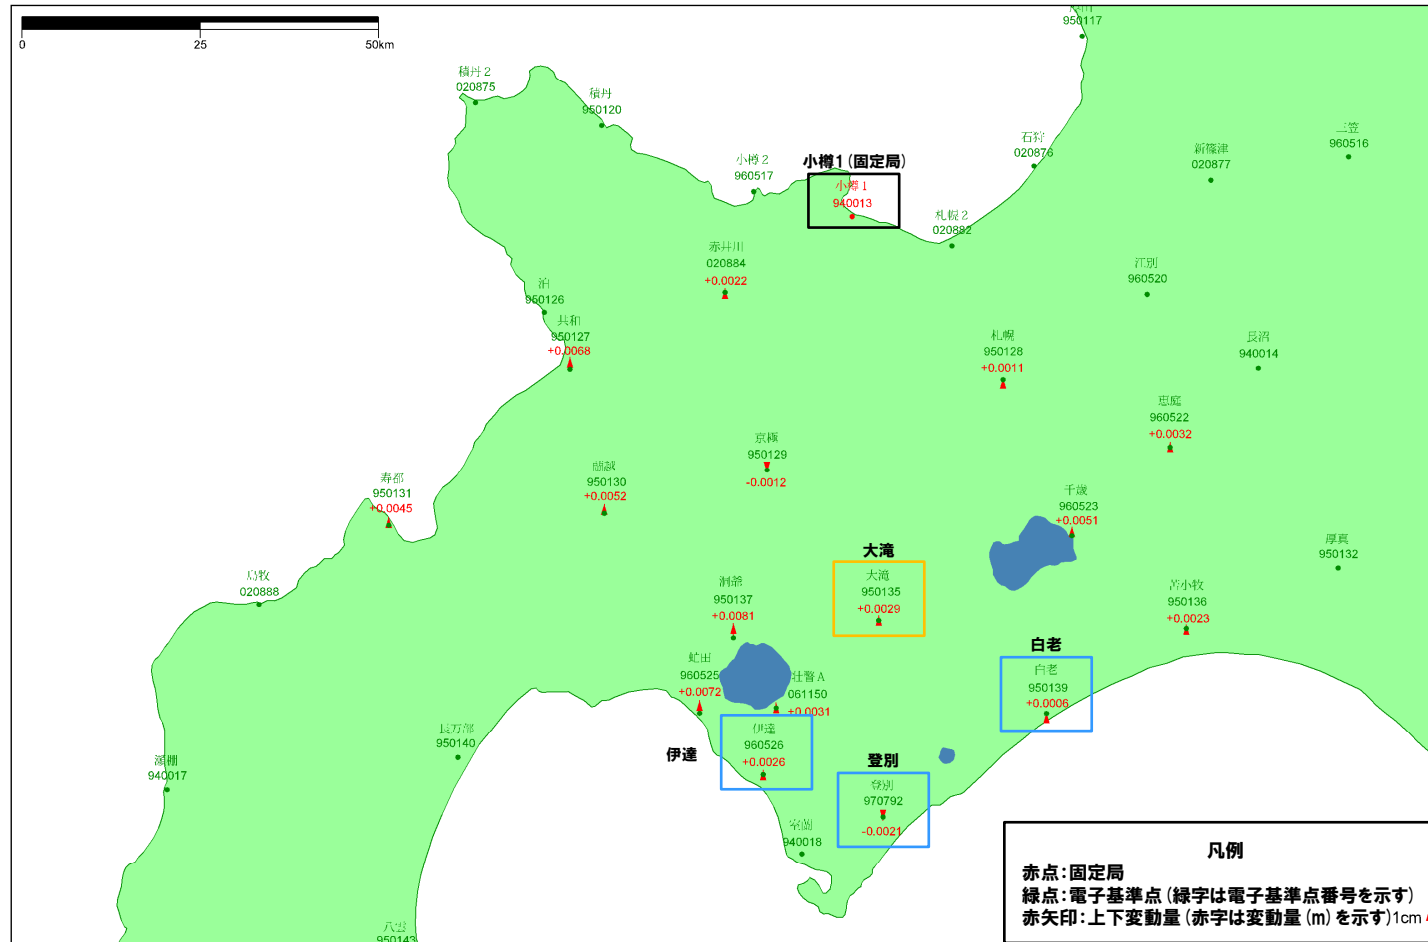 0
25
50km
950117
積丹２
020875
積丹
950120
小樽２
960517
小樽1(固定局)
小樽１
940013
石狩
020876
新篠津
020877
三笠
960516
札幌２
020882
赤井川
020884
+0.0022
江別
960520
泊
950126
共和
950127
+0.0068
札幌
950128
+0.0011
長沼
940014
恵庭
960522
+0.0032
京極
950129
-0.0012
蘭越
950130
+0.0052
寿都
950131
+0.0045
千歳
960523
+0.0051
厚真
950132
大滝
大滝
950135
+0.0029
島牧
020888
洞爺
950137
+0.0081
苫小牧
950136
+0.0023
白老
白老
950139
+0.0006
虻田
960525
+0.0072
壮瞥Ａ
061150
+0.0031
伊達
伊達
960526
+0.0026
長万部
950140
瀬棚
940017
登別
登別
970792
-0.0021
室蘭
940018
八雲
950143
凡例
赤点：固定局
緑点：電子基準点(緑字は電子基準点番号を示す)
赤矢印：上下変動量(赤字は変動量(m)を示す)1cm